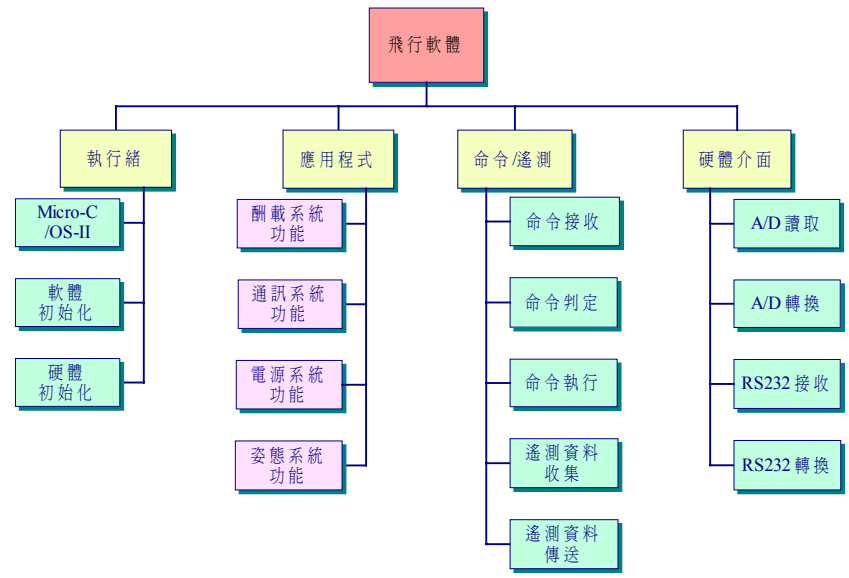 飛行軟體
執行緒
Micro-C
/OS-II
軟體
初始化
硬體
初始化
應用程式
酬載系統
功能
通訊系統
功能
電源系統
功能
姿態系統
功能
命令/遙測
命令接收
命令判定
命令執行
遙測資料
收集
遙測資料
傳送
硬體介面
A/D 讀取
A/D 轉換
RS232 接收
RS232 轉換